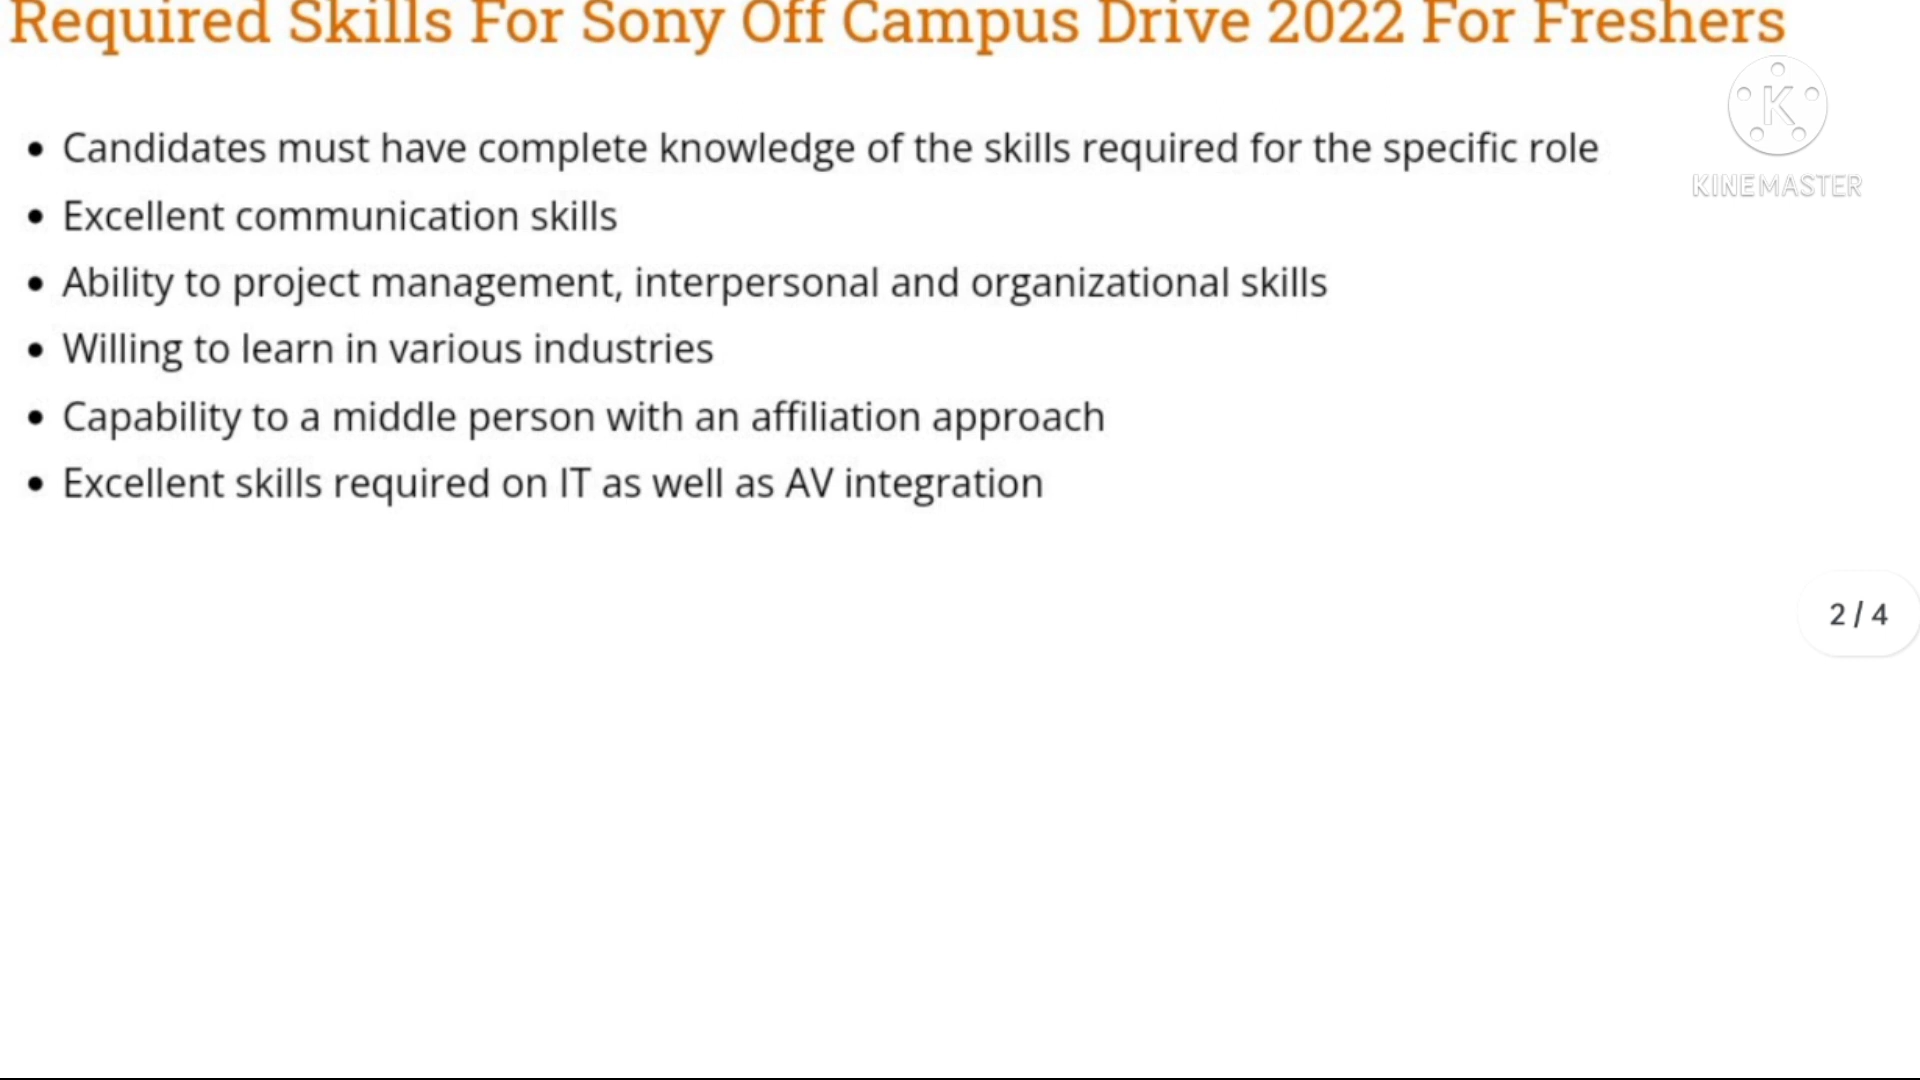 Required Skills For Sony Off Campus Drive 2022 For Freshers
K
KINEMASTER
• Candidates must have complete knowledge of the skills required for the specific role
• Excellent communication skills
• Ability to project management, interpersonal and organizational skills
• Willing to learn in various industries
• Capability to a middle person with an affiliation approach
• Excellent skills required on IT as well as AV integration
2 / 4